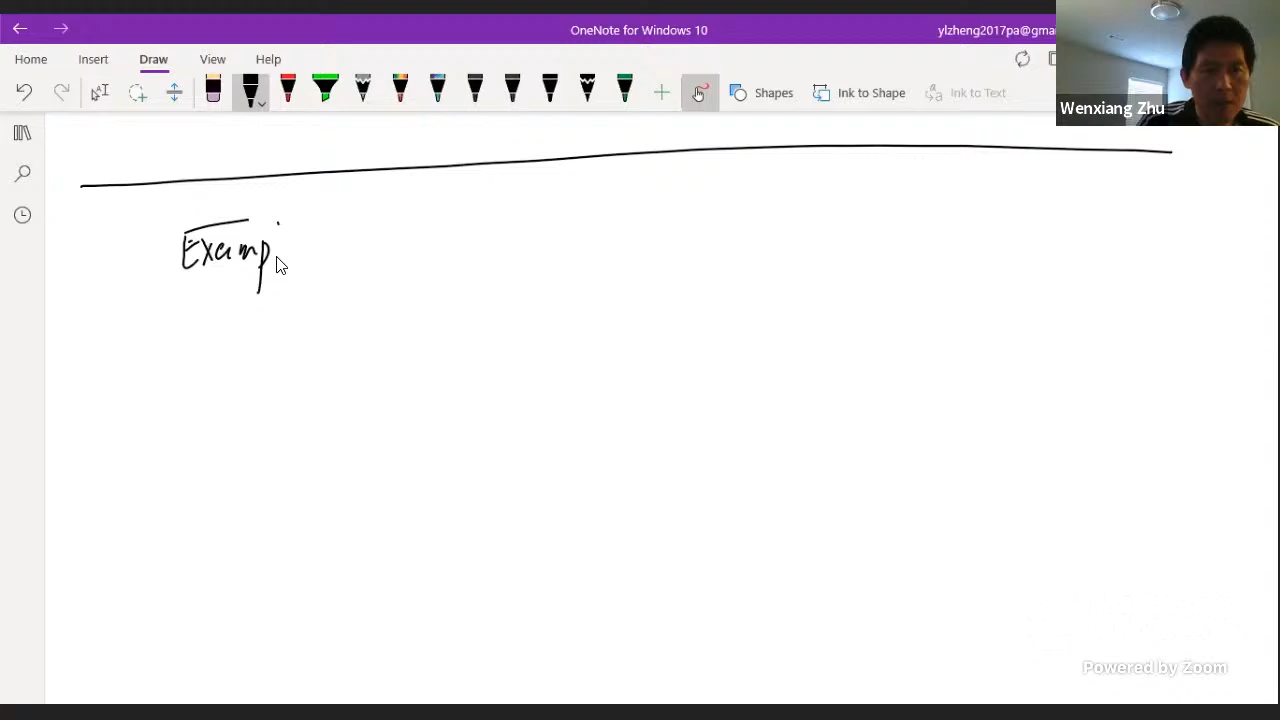 OneNote for Windows 10
ylzheng2017pa@gma
Home Insert Draw View Help
Shapes Ink to Shape Ink to Text
Wenxiang Zhu
Examp
Powered by Zoom